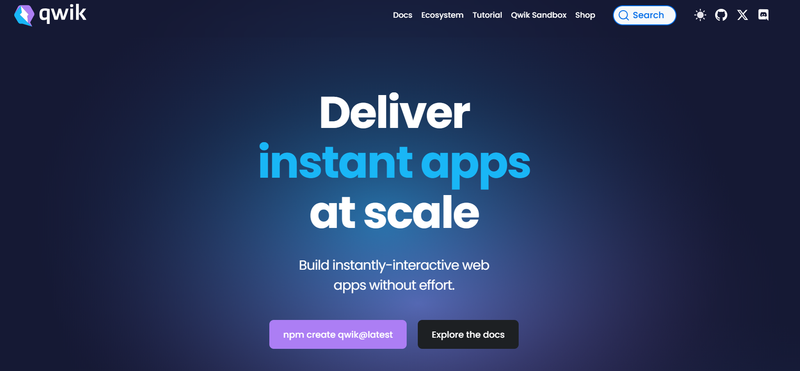 qwik
Docs Ecosystem Tutorial Qwik Sandbox Shop Search
Deliver
instant apps
at scale
Build instantly-interactive web
apps without effort.
npm create qwik@latest Explore the docs